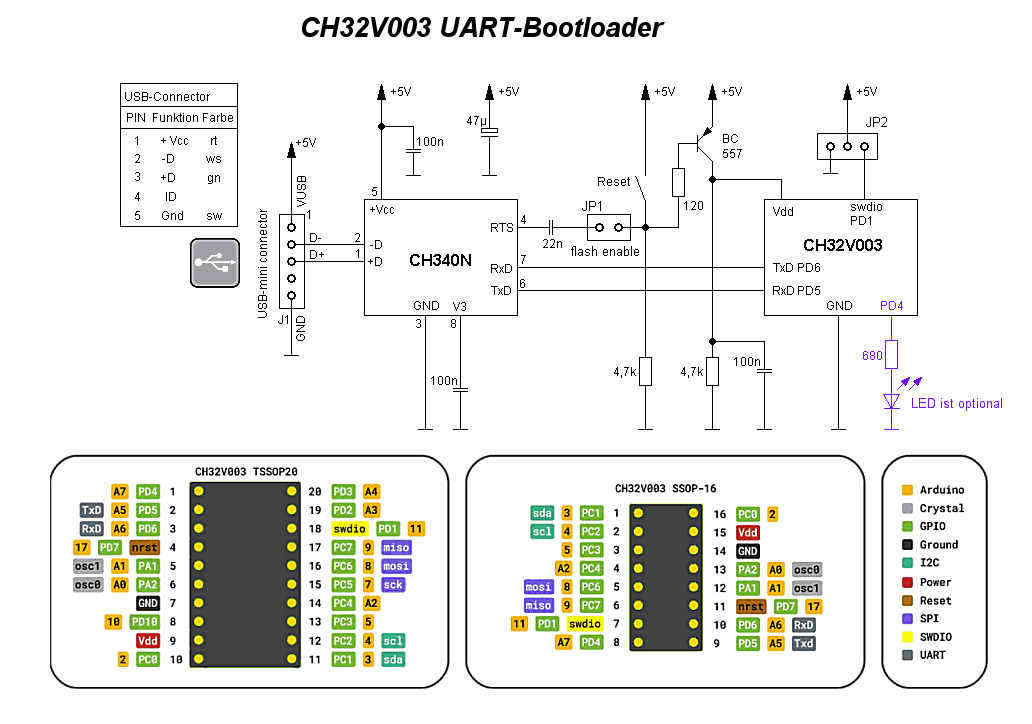 CH32V003 UART-Bootloader
USB-Connector
PIN Funktion Farbe
1 + Vcc rt
2 -D ws
3 +D gn
4 ID
5 Gnd sw
+5V
+5V
+5V
+5V
+5V
+5V
47µ
100n
BC
557
JP2
VUSB
USB-mini connector
1
D-
D+
J1
GND
5
+Vcc
2
-D
1
+D
CH340N
RTS
4
RxD
7
TxD
6
GND
V3
3
8
100n
22n
JP1
flash enable
Reset
120
Vdd
swdio
PD1
CH32V003
TxD PD6
RxD PD5
GND
PD4
4,7k
4,7k
100n
680
LED ist optional
CH32V003 TSSOP20
A7 PD4 1 20 PD3 A4
TxD A5 PD5 2 19 PD2 A3
RxD A6 PD6 3 18 swdio PD1 11
17 PD7 nrst 4 17 PC7 9 miso
osc1 A1 PA1 5 16 PC6 8 mosi
osc0 A0 PA2 6 15 PC5 7 sck
GND 7 14 PC4 A2
10 PD10 8 13 PC3 5
Vdd 9 12 PC2 4 scl
2 PC0 10 11 PC1 3 sda
CH32V003 SSOP-16
sda 3 PC1 1 16 PC0 2
scl 4 PC2 2 15 Vdd
5 PC3 3 14 GND
A2 PC4 4 13 PA2 A0 osc0
mosi 8 PC6 5 12 PA1 A1 osc1
miso 9 PC7 6 11 nrst PD7 17
11 PD1 swdio 7 10 PD6 A6 RxD
A7 PD4 8 9 PD5 A5 Txd
Arduino
Crystal
GPIO
Ground
I2C
Power
Reset
SPI
SWDIO
UART